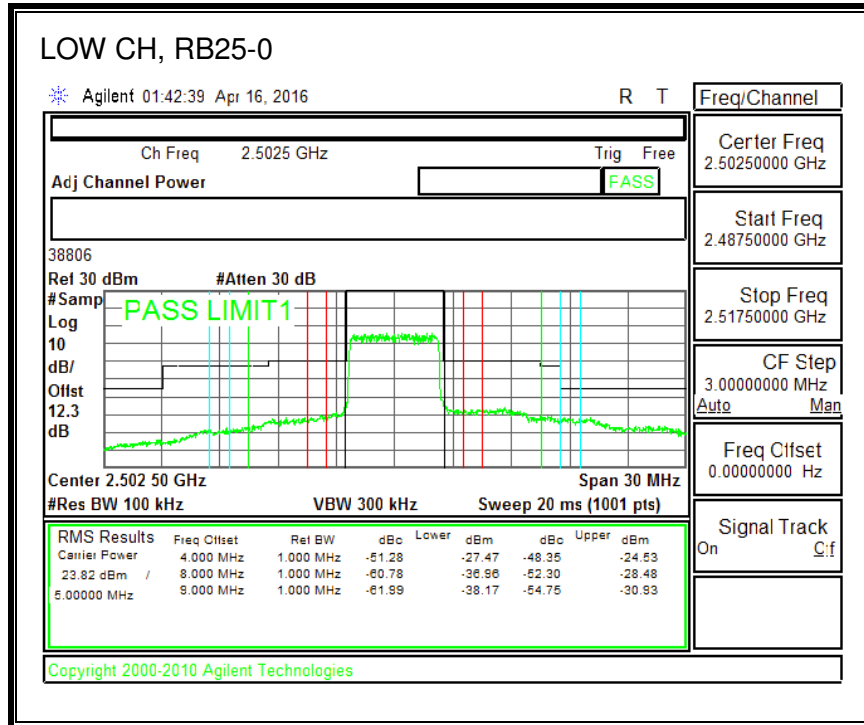 LOW CH, RB25-0
Agilent 01:42:39 Apr 16, 2016 R T
Freq/Channel
Ch Freq 2.5025 GHz Trig Free
Adj Channel Power PASS
Center Freq
2.50250000 GHz
Start Freq
2.48750000 GHz
Stop Freq
2.51750000 GHz
CF Step
3.00000000 MHz
Auto Man
Freq Offset
0.00000000 Hz
Signal Track
On Off
38806
Ref 30 dBm #Atten 30 dB
#Samp
Log
10
dB/
Offst
12.3
dB
PASS LIMIT1
Center 2.502 50 GHz Span 30 MHz
#Res BW 100 kHz VBW 300 kHz Sweep 20 ms (1001 pts)
RMS Results Freq Offset Ref BW dBc Lower dBm dBc Upper dBm
Carrier Power 4.000 MHz 1.000 MHz -51.28 -27.47 -48.35 -24.53
23.82 dBm / 8.000 MHz 1.000 MHz -60.78 -36.96 -52.30 -28.48
5.00000 MHz 9.000 MHz 1.000 MHz -61.99 -38.17 -54.75 -30.93
Copyright 2000-2010 Agilent Technologies